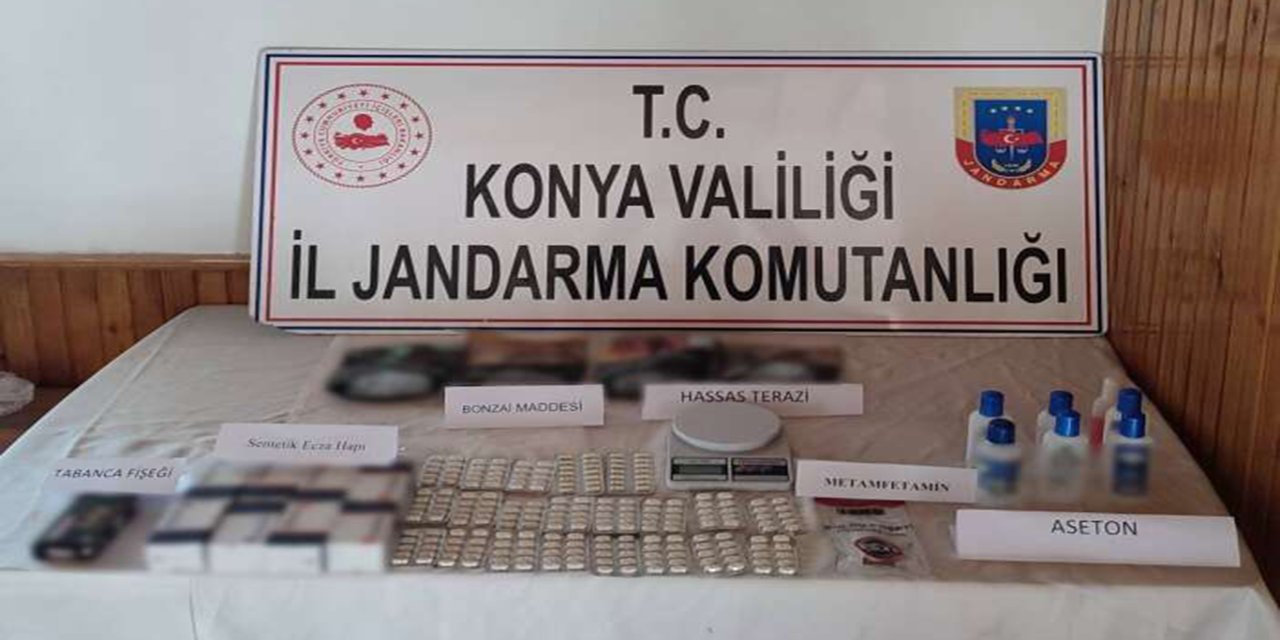 T.C.
KONYA VALİLİĞİ
İL JANDARMA KOMUTANLIĞI
JANDARMA
BONZAİ MADDESİ
HASSAS TERAZİ
Sentetik Ecza Hapı
TABANCA FİŞEĞİ
METAMFETAMİN
ASETON